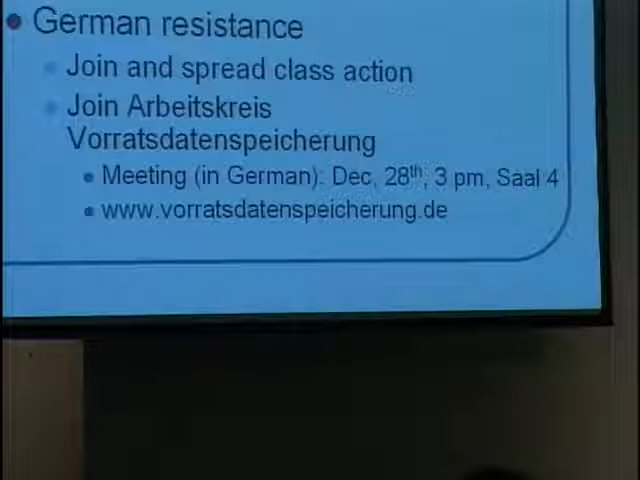 German resistance
Join and spread class action
Join Arbeitskreis
Vorratsdatenspeicherung
Meeting (in German): Dec, 28th, 3 pm, Saal 4
www.vorratsdatenspeicherung.de